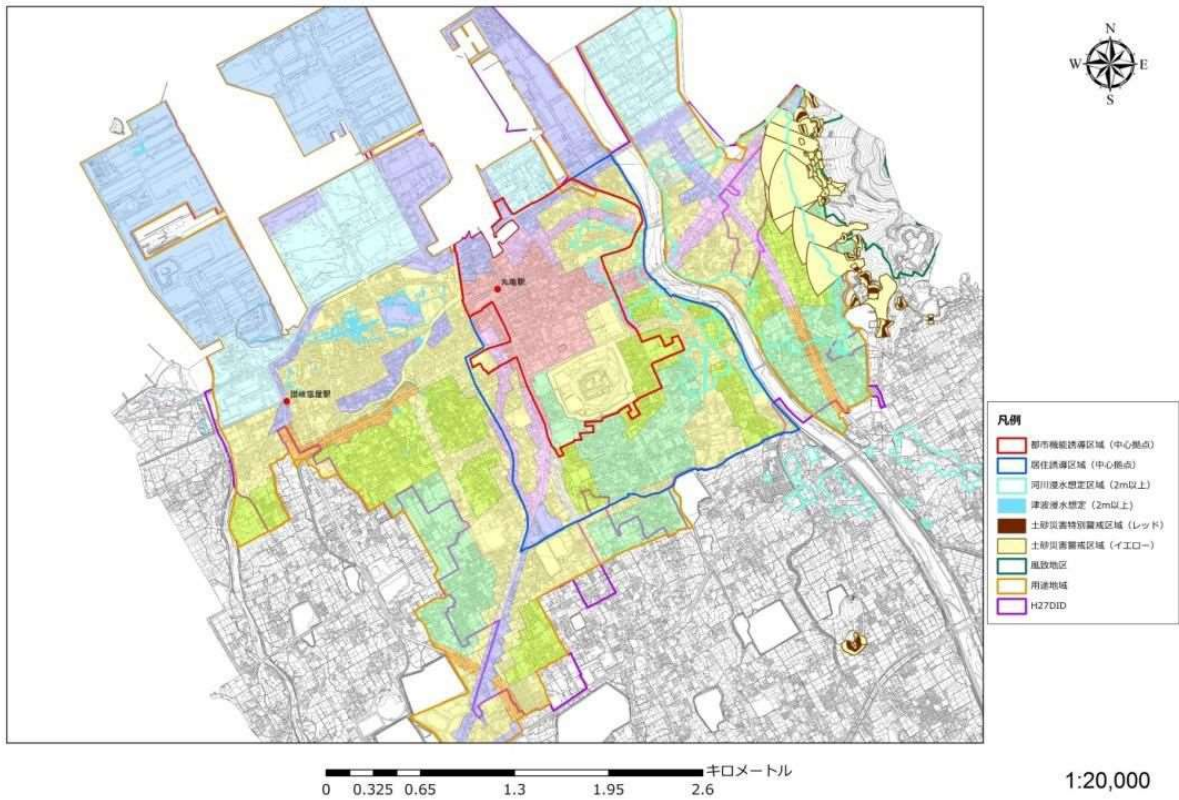 N
W
E
S
丸亀駅
讃岐塩屋駅
凡例
都市機能誘導区域（中心拠点）
居住誘導区域（中心拠点）
河川浸水想定区域（2m以上）
津波浸水想定（2m以上）
土砂災害特別警戒区域（レッド）
土砂災害警戒区域（イエロー）
風致地区
用途地域
H27DID
キロメートル
0 0.325 0.65 1.3 1.95 2.6
1:20,000